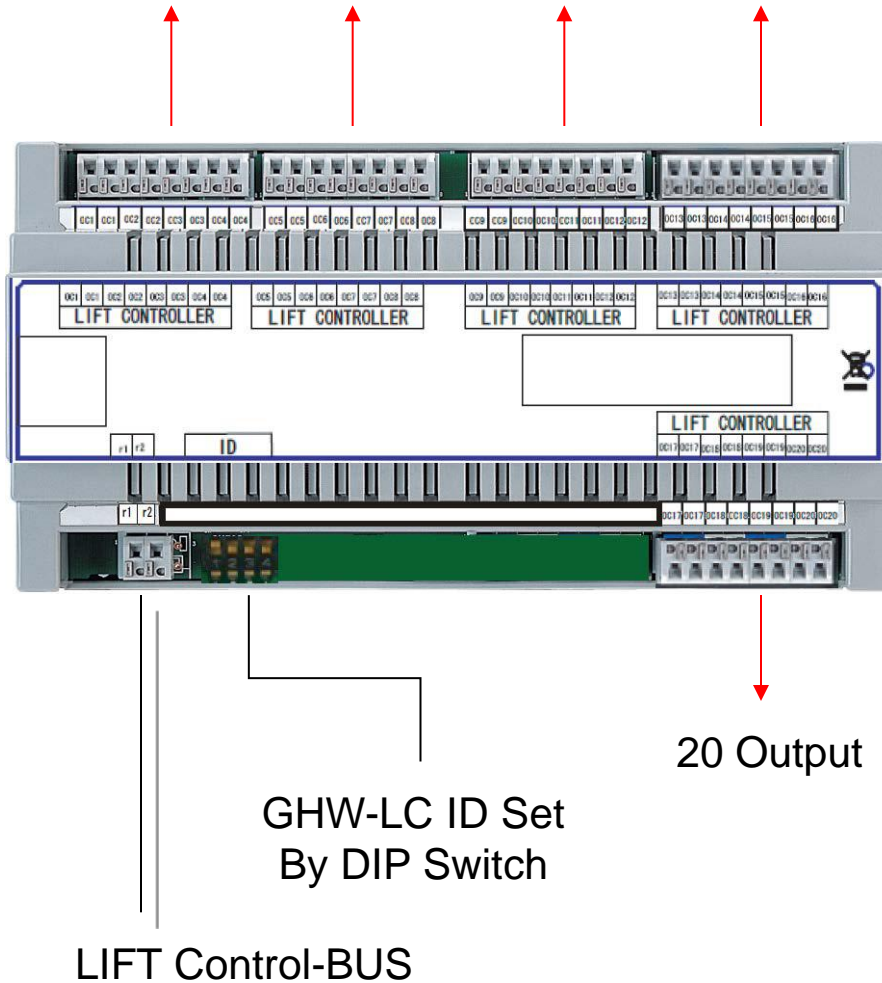 OC1 OC1 OC2 OC2 OC3 OC3 OC4 OC4 OC5 OC5 OC6 OC6 OC7 OC7 OC8 OC8 OC9 OC9 OC10 OC10 OC11 OC11 OC12 OC12 OC13 OC13 OC14 OC14 OC15 OC15 OC16 OC16
OC1 OC1 OC2 OC2 OC3 OC3 OC4 OC4 OC5 OC5 OC6 OC6 OC7 OC7 OC8 OC8 OC9 OC9 OC10 OC10 OC11 OC11 OC12 OC12 OC13 OC13 OC14 OC14 OC15 OC15 OC16 OC16
LIFT CONTROLLER LIFT CONTROLLER LIFT CONTROLLER LIFT CONTROLLER
LIFT CONTROLLER
r1 r2 ID OC17 OC17 OC18 OC18 OC19 OC19 OC20 OC20
r1 r2 OC17 OC17 OC18 OC18 OC19 OC19 OC20 OC20
1 2 3 4
20 Output
GHW-LC ID Set
By DIP Switch
LIFT Control-BUS